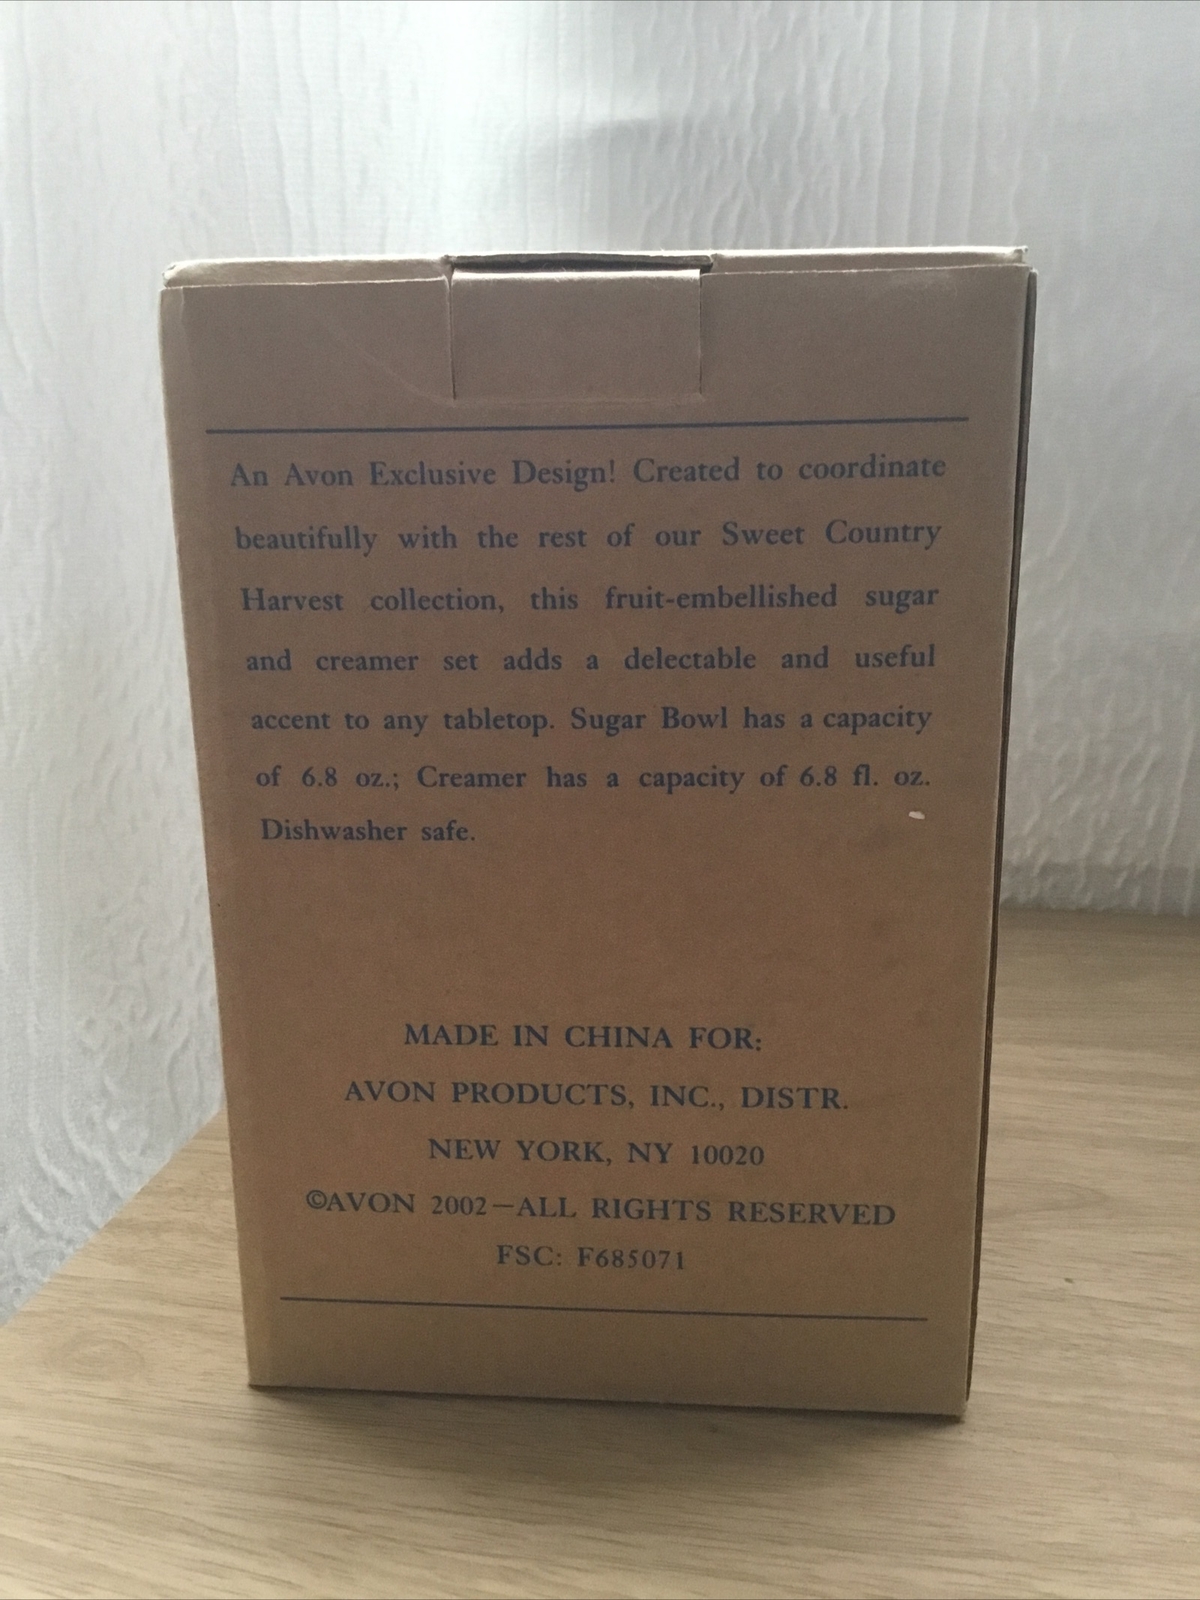 An Avon Exclusive Design! Created to coordinate
beautifully with the rest of our Sweet Country
Harvest collection, this fruit-embellished sugar
and creamer set adds a delectable and useful
accent to any tabletop. Sugar Bowl has a capacity
of 6.8 oz.; Creamer has a capacity of 6.8 fl. oz.
Dishwasher safe.
MADE IN CHINA FOR:
AVON PRODUCTS, INC., DISTR.
NEW YORK, NY 10020
©AVON 2002—ALL RIGHTS RESERVED
FSC: F685071